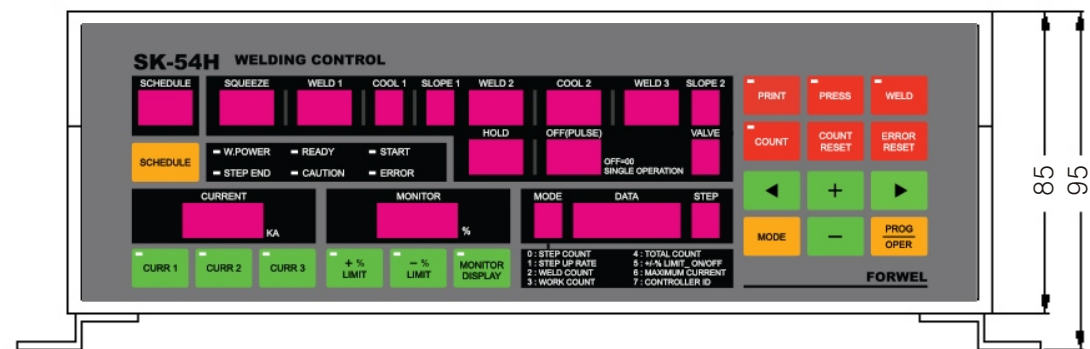 SK-54H WELDING CONTROL
SCHEDULE SQUEEZE WELD 1 COOL 1 SLOPE 1 WELD 2 COOL 2 WELD 3 SLOPE 2
HOLD OFF(PULSE) VALVE
OFF=00
SINGLE OPERATION
SCHEDULE
W.POWER READY START
STEP END CAUTION ERROR
CURRENT MONITOR MODE DATA STEP
KA %
CURR 1 CURR 2 CURR 3
+ %
LIMIT
- %
LIMIT
MONITOR
DISPLAY
0 : STEP COUNT
1 : STEP UP RATE
2 : WELD COUNT
3 : WORK COUNT
4 : TOTAL COUNT
5 : +/-% LIMIT_ ON/OFF
6 : MAXIMUM CURRENT
7 : CONTROLLER ID
PRINT PRESS WELD
COUNT
COUNT
RESET
ERROR
RESET
◄ + ►
MODE −
PROG
OPER
FORWEL
85
95